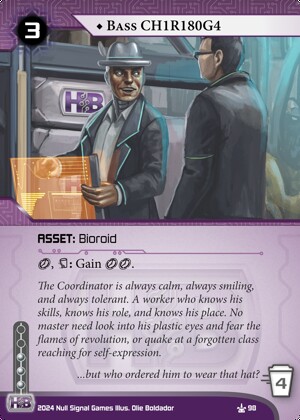 3
♦ Bass CH1R180G4
HB
ASSET: Bioroid
Gain
The Coordinator is always calm, always smiling,
and always tolerant. A worker who knows his
skills, knows his role, and knows his place. No
master need look into his plastic eyes and fear the
flames of revolution, or quake at a forgotten class
reaching for self-expression.
...but who ordered him to wear that hat?
4
HB
2024 Null Signal Games Illus. Olie Boldador
90